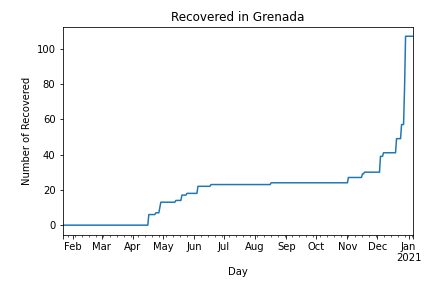 Recovered in Grenada
Number of Recovered
100
80
60
40
20
0
Feb Mar Apr May Jun Jul Aug Sep Oct Nov Dec Jan
2021
Day